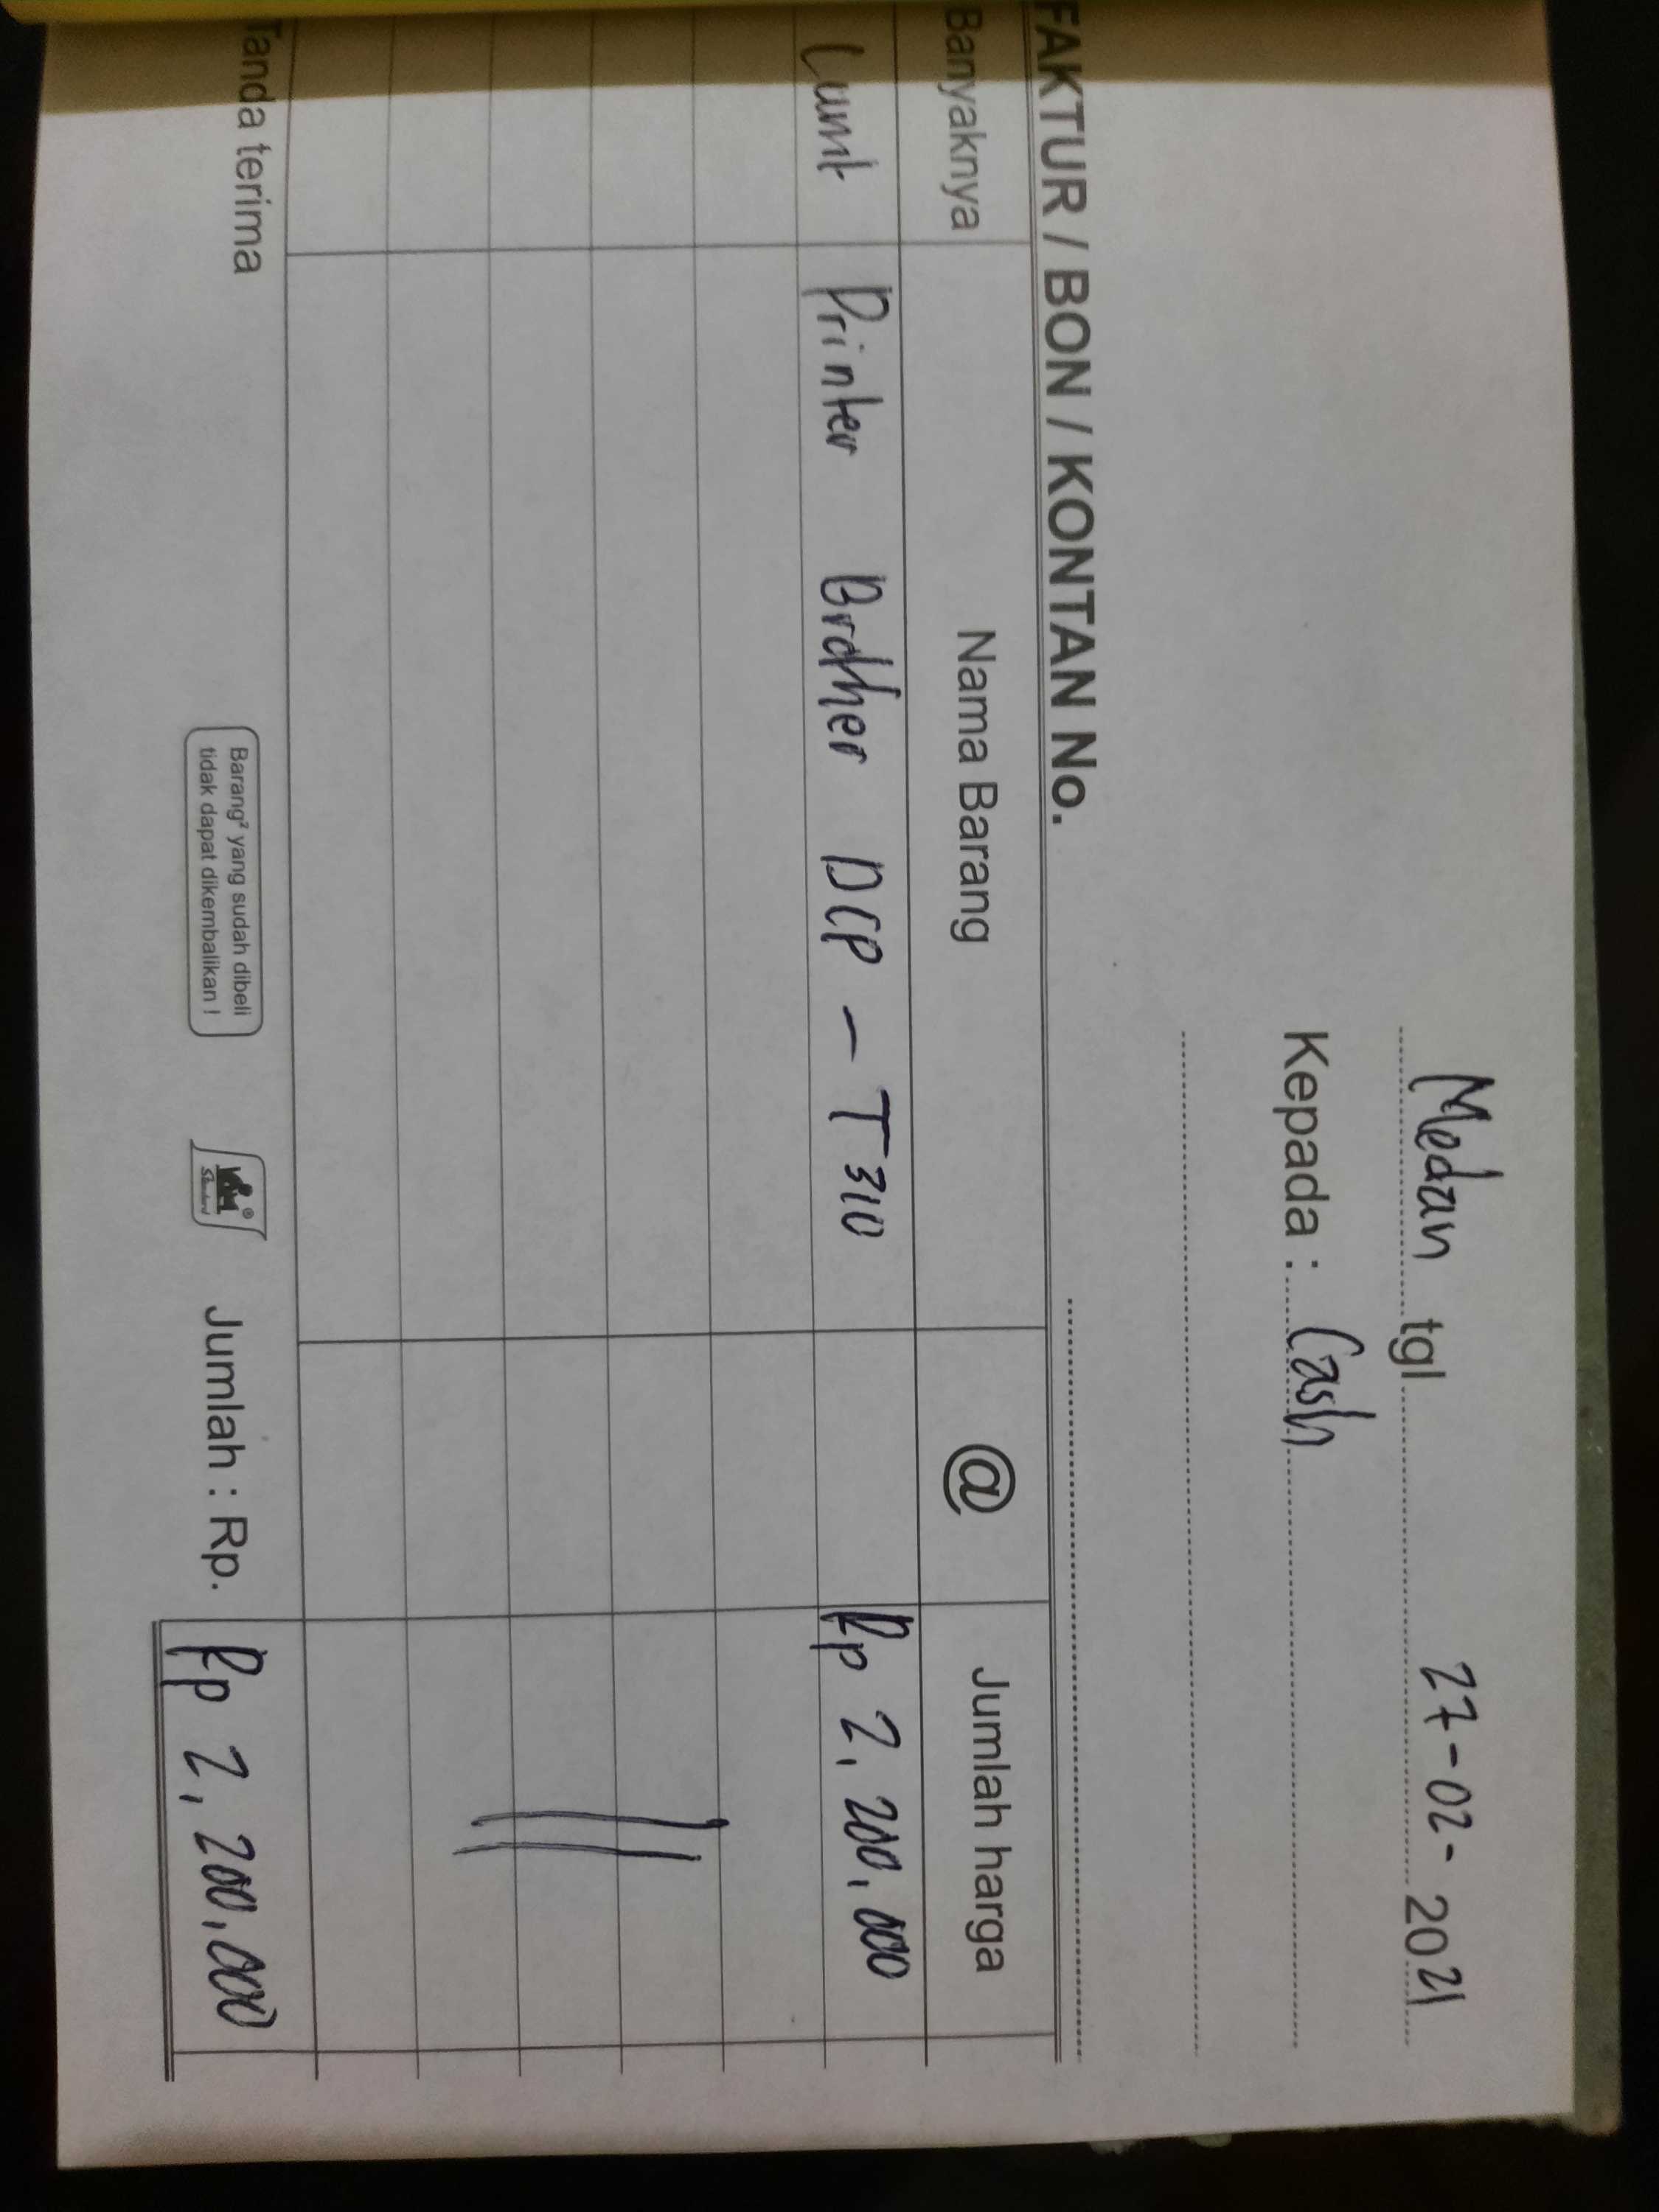 Medan tgl 27-02- 2021
Kepada : Cash
FAKTUR / BON / KONTAN No.
Banyaknya Nama Barang @ Jumlah harga
1 unit Printer Brother DCP - T310 Rp 2,200,000
Tanda terima
Barang² yang sudah dibeli
tidak dapat dikembalikan !
Jumlah : Rp. Rp 2,200,000